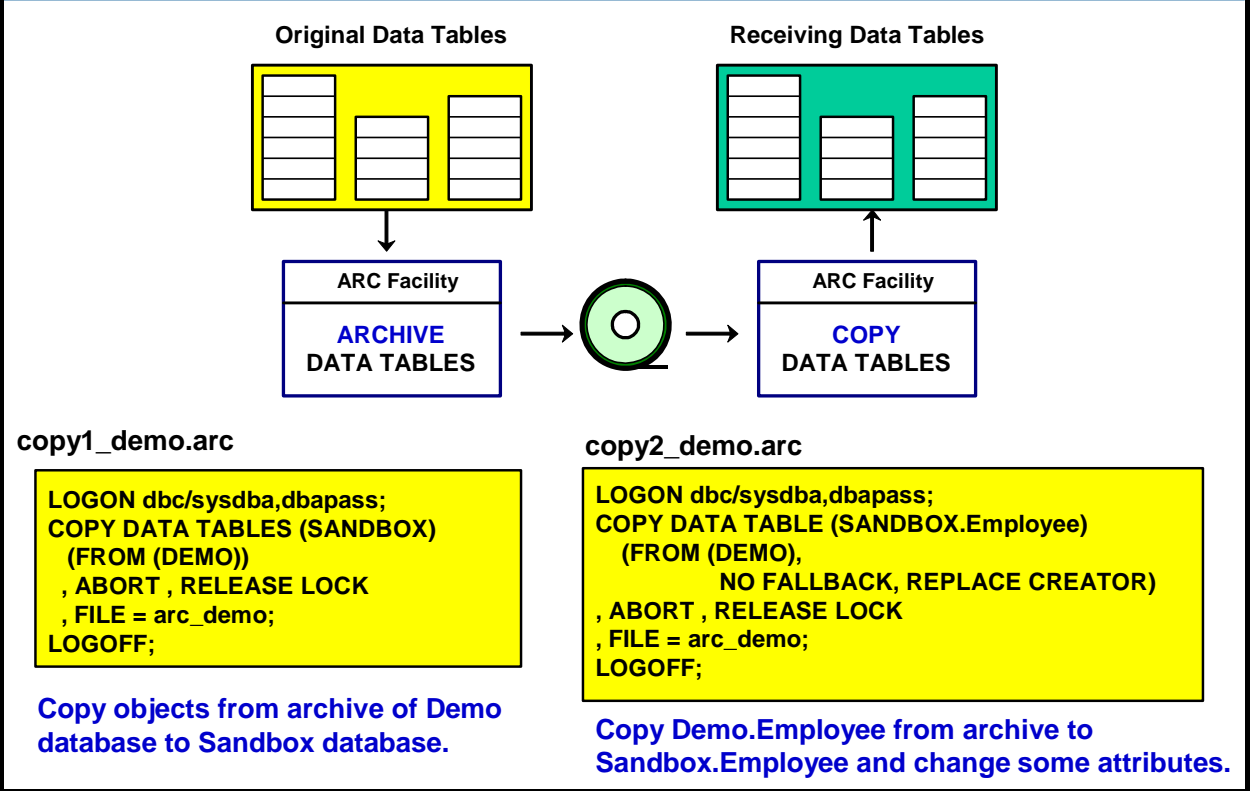 Original Data Tables
Receiving Data Tables
ARC Facility
ARCHIVE
DATA TABLES
ARC Facility
COPY
DATA TABLES
copy1_demo.arc
LOGON dbc/sysdba,dbapass;
COPY DATA TABLES (SANDBOX)
(FROM (DEMO))
, ABORT , RELEASE LOCK
, FILE = arc_demo;
LOGOFF;
Copy objects from archive of Demo
database to Sandbox database.
copy2_demo.arc
LOGON dbc/sysdba,dbapass;
COPY DATA TABLE (SANDBOX.Employee)
(FROM (DEMO),
NO FALLBACK, REPLACE CREATOR)
, ABORT , RELEASE LOCK
, FILE = arc_demo;
LOGOFF;
Copy Demo.Employee from archive to
Sandbox.Employee and change some attributes.